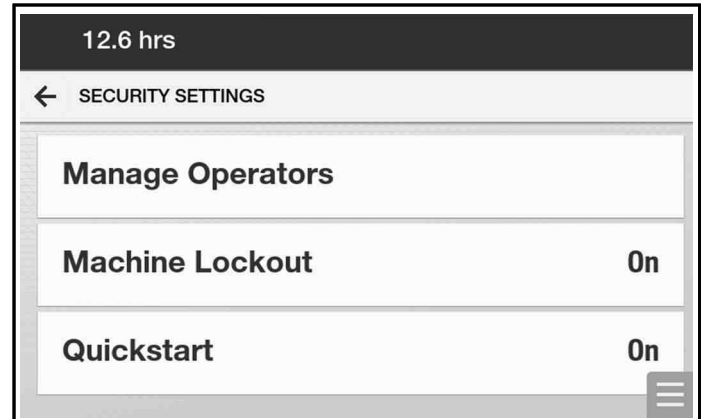 12.6 hrs
SECURITY SETTINGS
Manage Operators
Machine Lockout On
Quickstart On